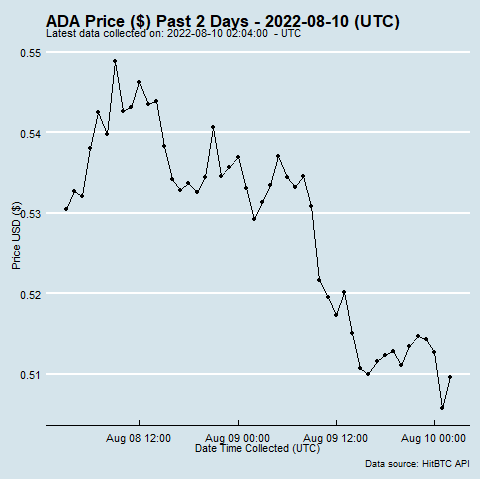 ADA Price ($) Past 2 Days - 2022-08-10 (UTC)
Latest data collected on: 2022-08-10 02:04:00 - UTC
0.55
0.54
0.53
0.52
0.51
Price USD ($)
Aug 08 12:00 Aug 09 00:00 Aug 09 12:00 Aug 10 00:00
Date Time Collected (UTC)
Data source: HitBTC API